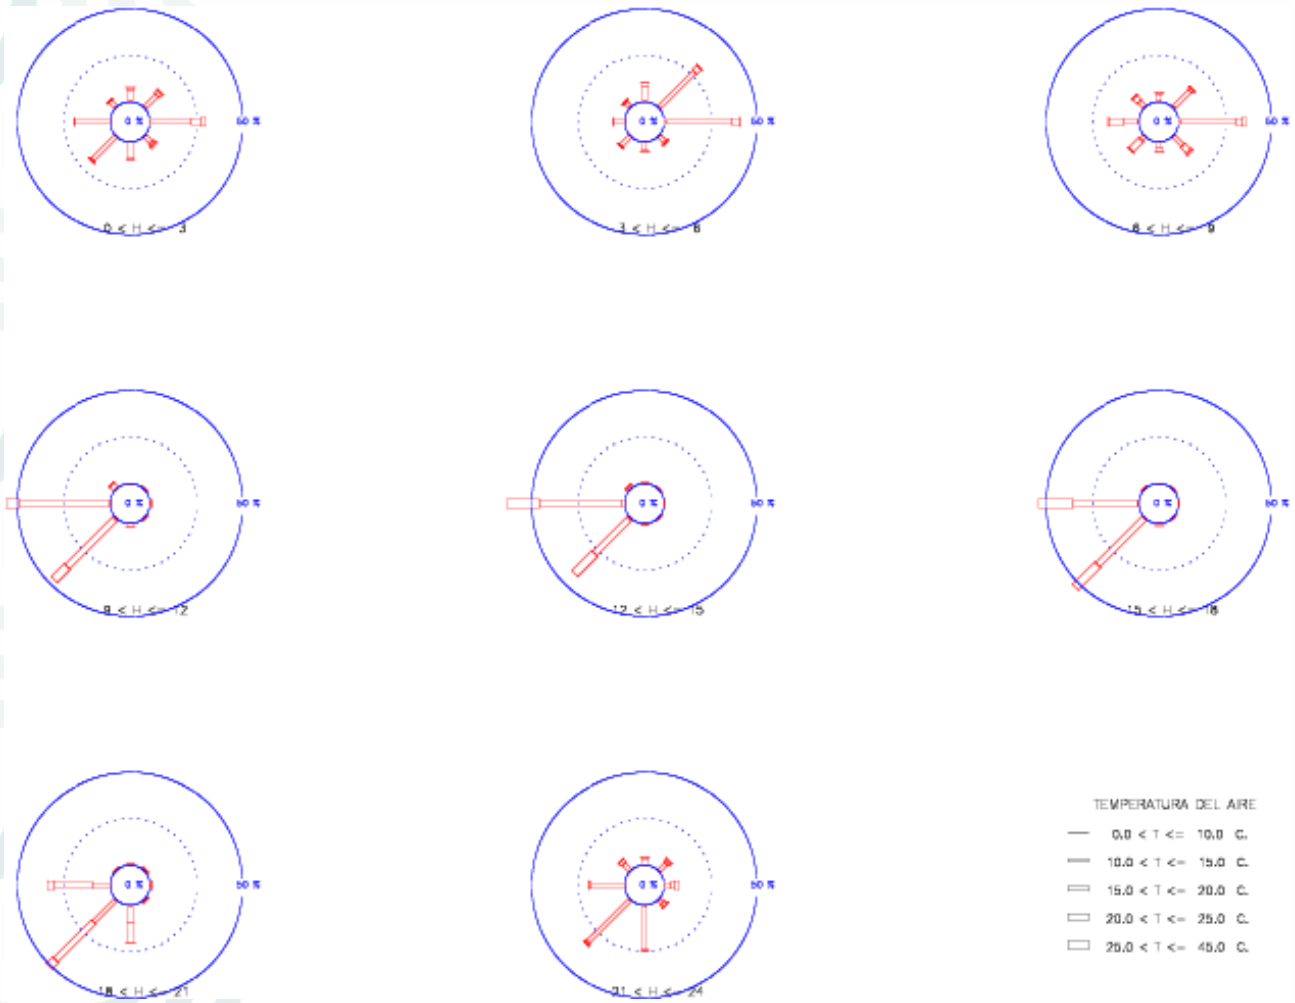 0 %
50 %
0 < H <= 3
0 %
50 %
3 < H <= 6
0 %
50 %
6 < H <= 9
0 %
50 %
9 < H <= 12
0 %
50 %
12 < H <= 15
0 %
50 %
15 < H <= 18
0 %
50 %
18 < H <= 21
0 %
50 %
21 < H <= 24
TEMPERATURA DEL AIRE
0.0 < T <= 10.0 C.
10.0 < T <= 15.0 C.
15.0 < T <= 20.0 C.
20.0 < T <= 25.0 C.
25.0 < T <= 45.0 C.